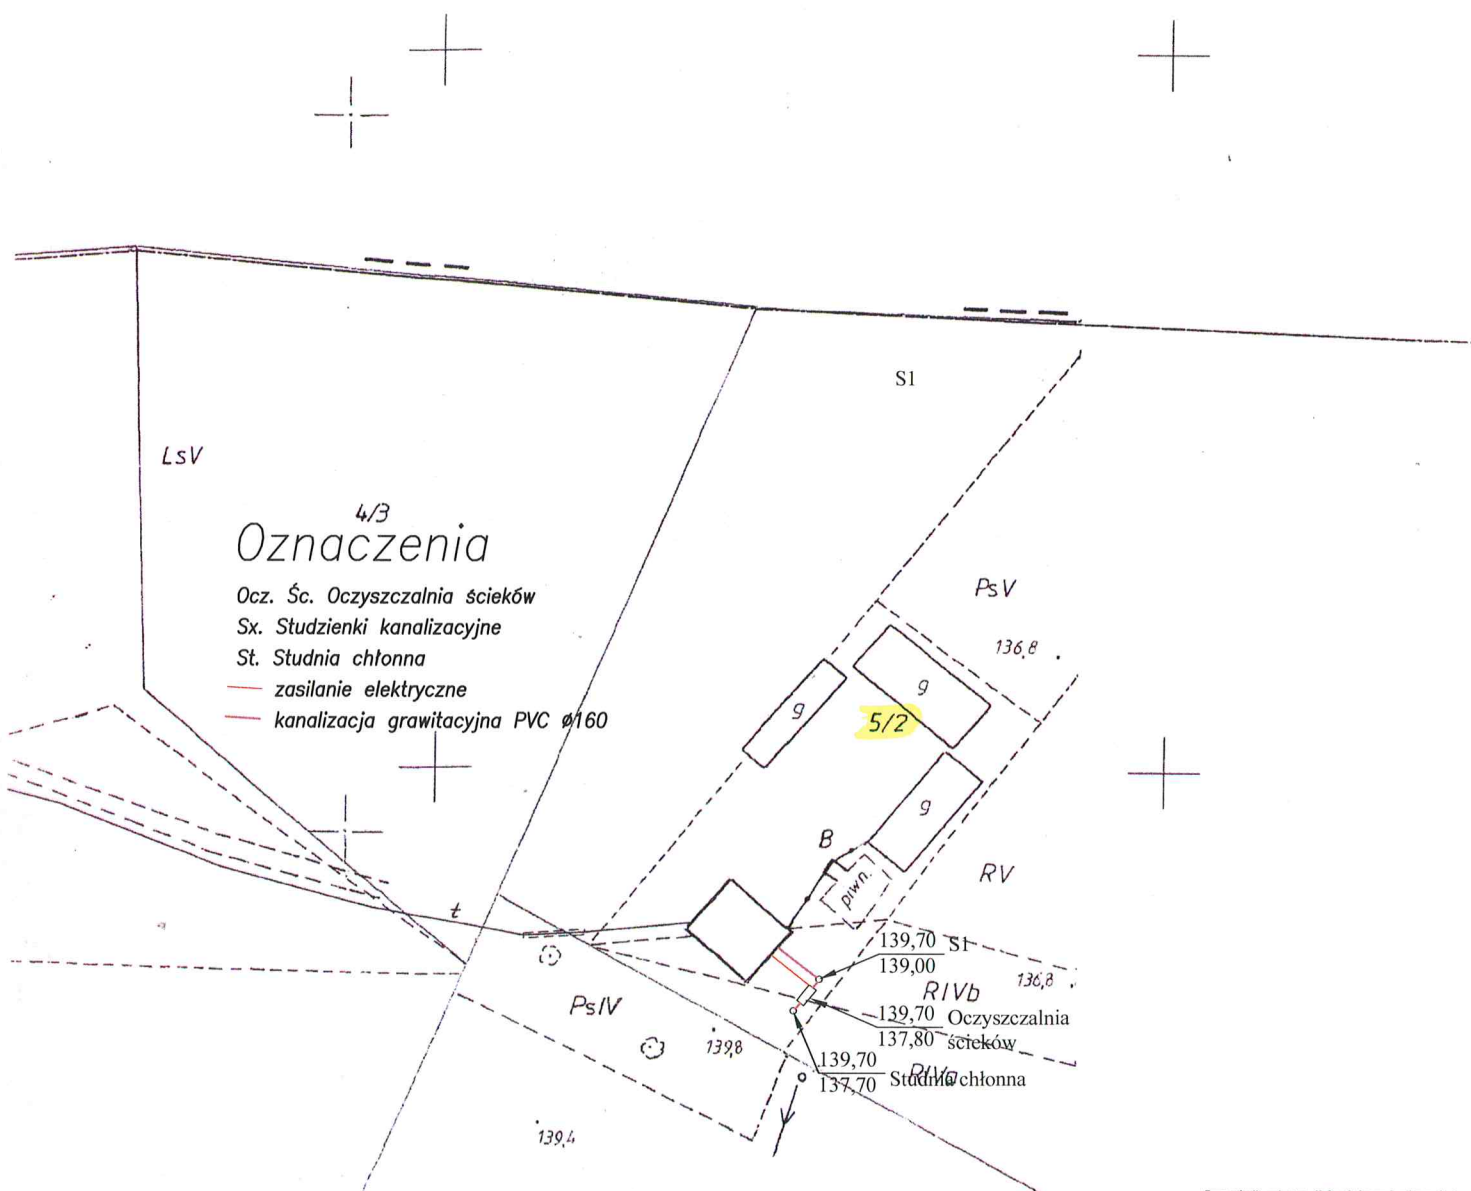 S1
LsV
4/3
Oznaczenia
Ocz. Śc. Oczyszczalnia ścieków
Sx. Studzienki kanalizacyjne
St. Studnia chłonna
zasilanie elektryczne
kanalizacja grawitacyjna PVC ø160
PsV
136,8
g
g
5/2
g
B
piwn.
RV
t
139,70 S1
139,00
136,8
RIVb
PsIV
139,70 Oczyszczalnia
137,80 ścieków
139,8
139,70
137,70 Studnia chłonna
RIVa
139,4